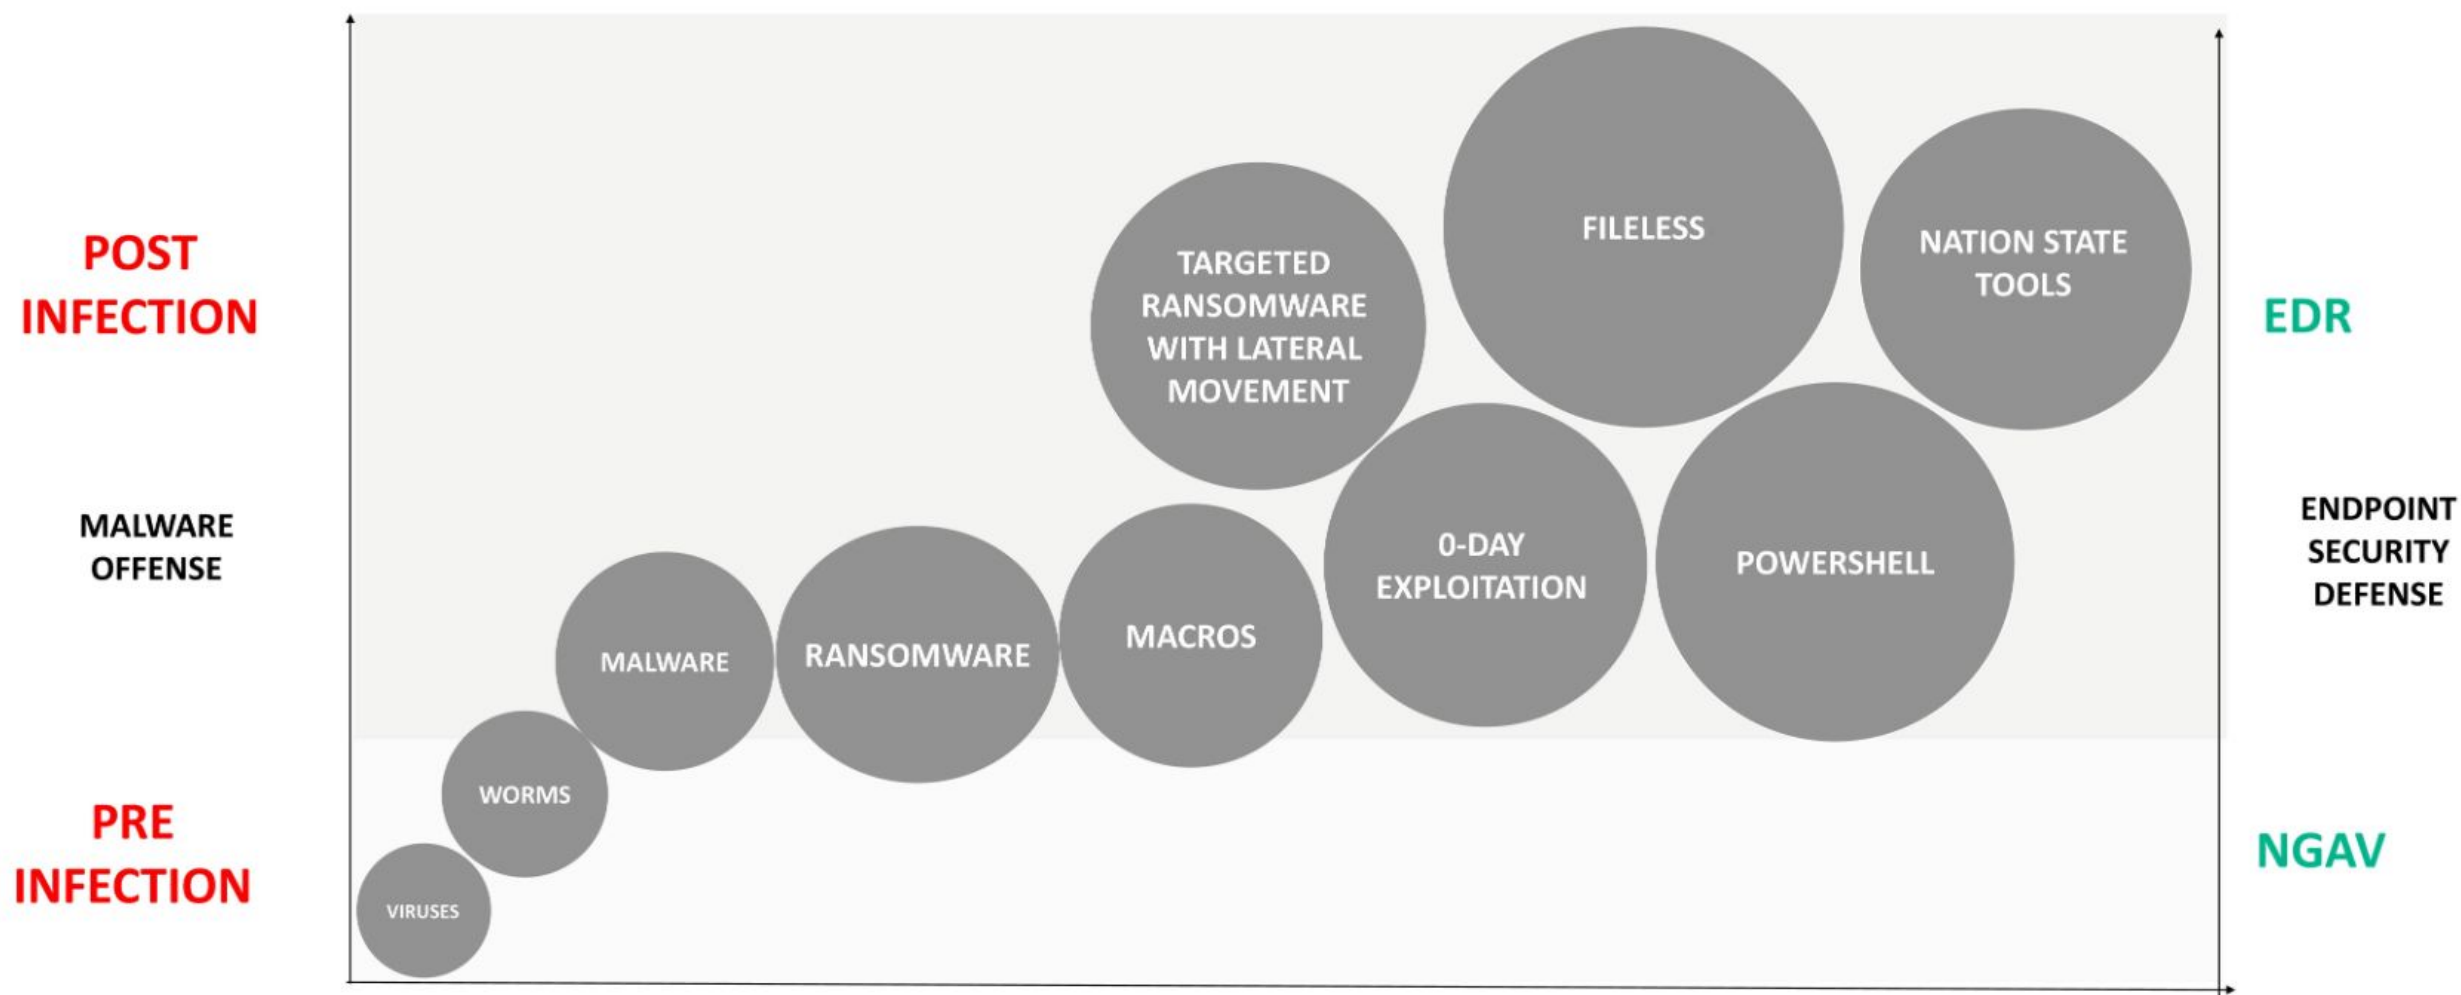 POST
INFECTION
MALWARE
OFFENSE
PRE
INFECTION
VIRUSES
WORMS
MALWARE
RANSOMWARE
MACROS
TARGETED
RANSOMWARE
WITH LATERAL
MOVEMENT
0-DAY
EXPLOITATION
FILELESS
POWERSHELL
NATION STATE
TOOLS
EDR
ENDPOINT
SECURITY
DEFENSE
NGAV